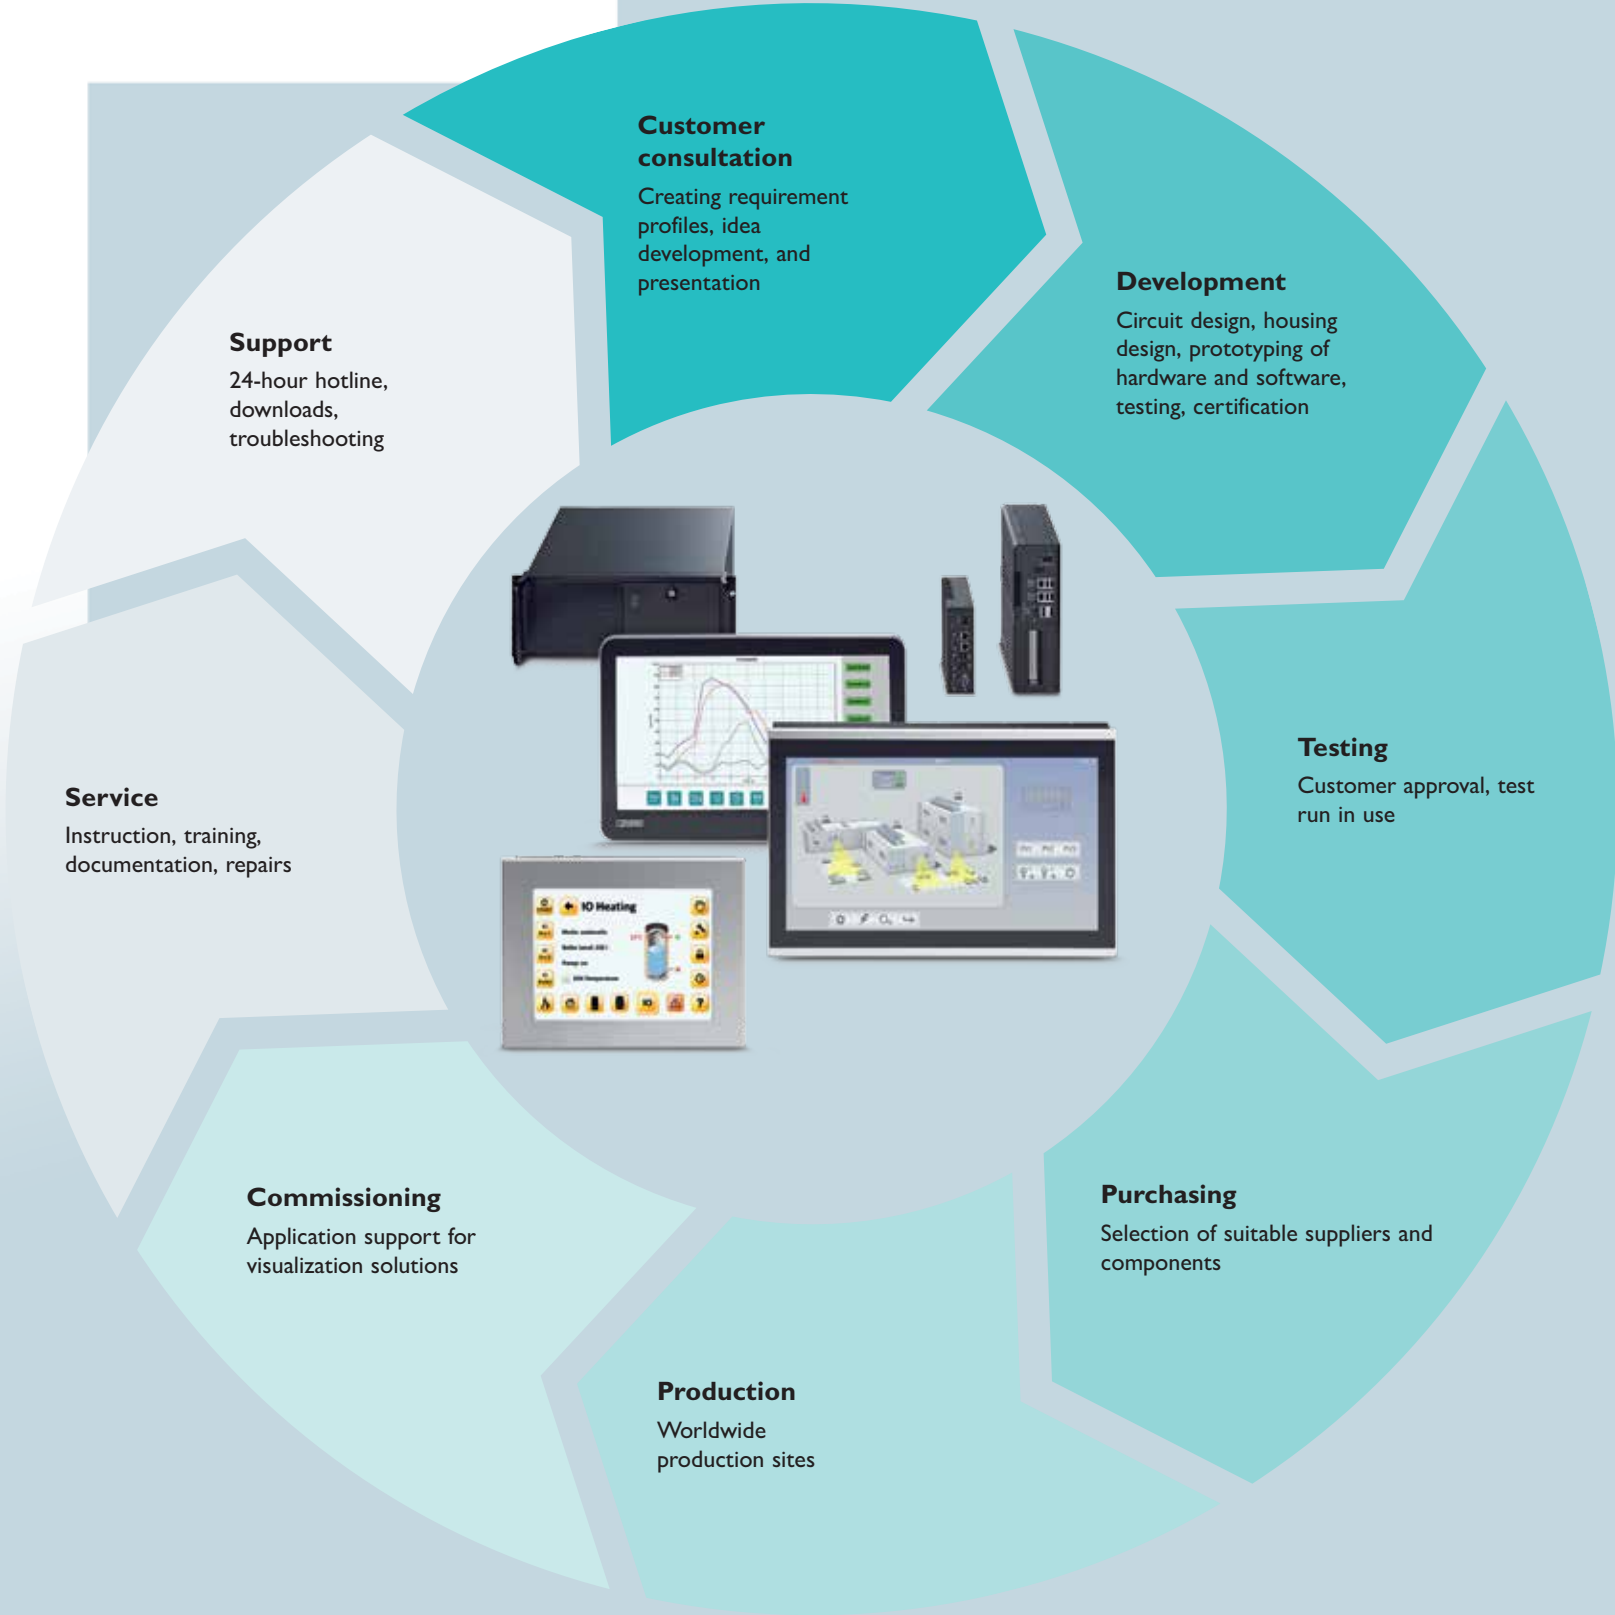 Customer
consultation
Creating requirement
profiles, idea
development, and
presentation
Development
Circuit design, housing
design, prototyping of
hardware and software,
testing, certification
Testing
Customer approval, test
run in use
Purchasing
Selection of suitable suppliers and
components
Production
Worldwide
production sites
Commissioning
Application support for
visualization solutions
Service
Instruction, training,
documentation, repairs
Support
24-hour hotline,
downloads,
troubleshooting
IO Heating
IO
?